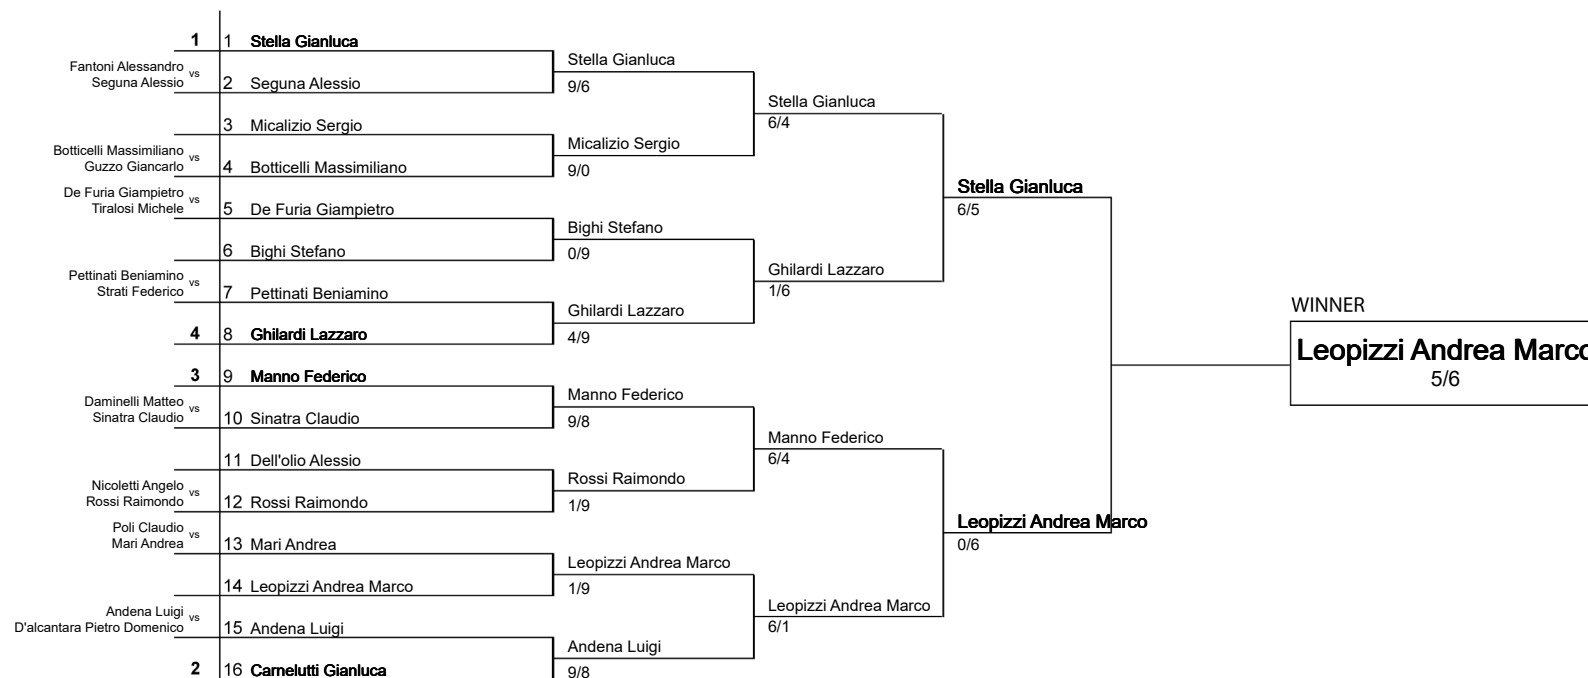 1 1 Stella Gianluca
Fantoni Alessandro
vs
Seguna Alessio
2 Seguna Alessio
3 Micalizio Sergio
Botticelli Massimiliano
vs
Guzzo Giancarlo
4 Botticelli Massimiliano
De Furia Giampietro
vs
Tiralosi Michele
5 De Furia Giampietro
6 Bighi Stefano
Pettinati Beniamino
vs
Strati Federico
7 Pettinati Beniamino
4 8 Ghilardi Lazzaro
3 9 Manno Federico
Daminelli Matteo
vs
Sinatra Claudio
10 Sinatra Claudio
11 Dell'olio Alessio
Nicoletti Angelo
vs
Rossi Raimondo
12 Rossi Raimondo
Poli Claudio
vs
Mari Andrea
13 Mari Andrea
14 Leopizzi Andrea Marco
Andena Luigi
vs
D'alcantara Pietro Domenico
15 Andena Luigi
2 16 Carnelutti Gianluca
Stella Gianluca
9/6
Micalizio Sergio
9/0
Bighi Stefano
0/9
Ghilardi Lazzaro
4/9
Manno Federico
9/8
Rossi Raimondo
1/9
Leopizzi Andrea Marco
1/9
Andena Luigi
9/8
Stella Gianluca
6/4
Ghilardi Lazzaro
1/6
Manno Federico
6/4
Leopizzi Andrea Marco
6/1
Stella Gianluca
6/5
Leopizzi Andrea Marco
0/6
WINNER
Leopizzi Andrea Marco
5/6